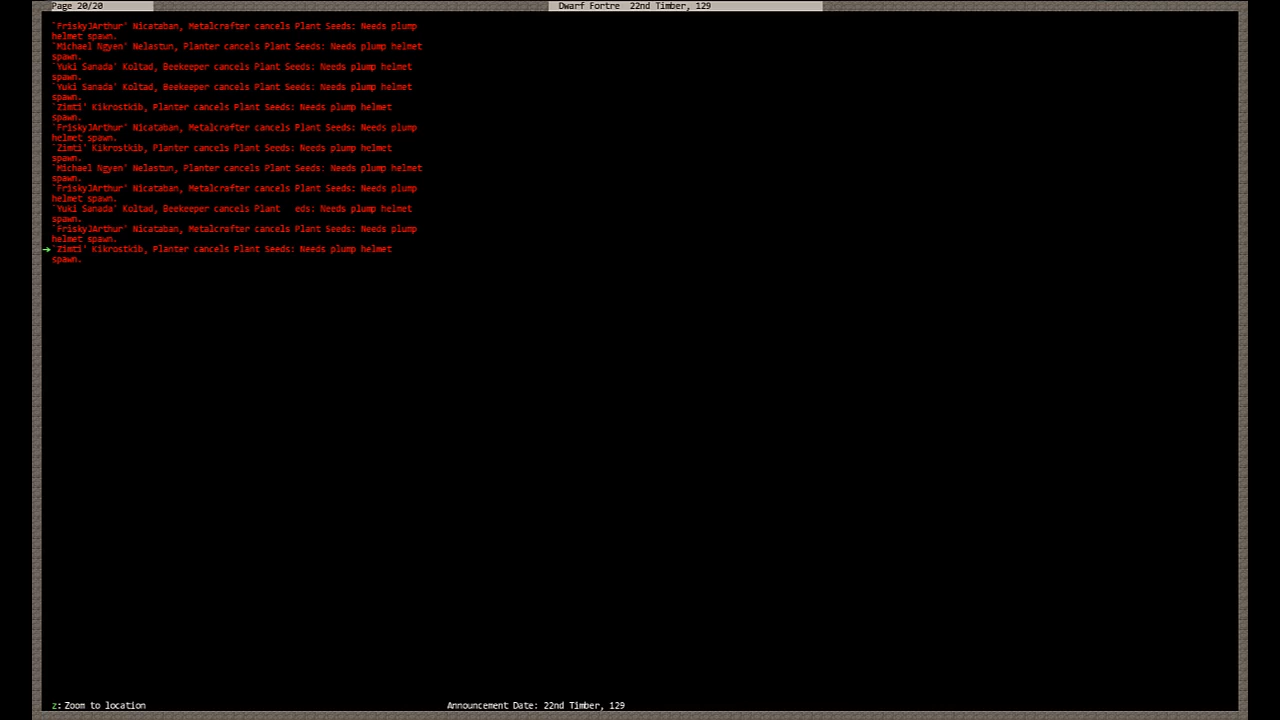 Page 20/20
Dwarf Fortre 22nd Timber, 129
`FriskyJArthur' Nicataban, Metalcrafter cancels Plant Seeds: Needs plump
helmet spawn.
`Michael Ngyen' Nelastun, Planter cancels Plant Seeds: Needs plump helmet
spawn.
`Yuki Sanada' Koltad, Beekeeper cancels Plant Seeds: Needs plump helmet
spawn.
`Yuki Sanada' Koltad, Beekeeper cancels Plant Seeds: Needs plump helmet
spawn.
`Zimti' Kikrostkib, Planter cancels Plant Seeds: Needs plump helmet
spawn.
`FriskyJArthur' Nicataban, Metalcrafter cancels Plant Seeds: Needs plump
helmet spawn.
`Zimti' Kikrostkib, Planter cancels Plant Seeds: Needs plump helmet
spawn.
`Michael Ngyen' Nelastun, Planter cancels Plant Seeds: Needs plump helmet
spawn.
`FriskyJArthur' Nicataban, Metalcrafter cancels Plant Seeds: Needs plump
helmet spawn.
`Yuki Sanada' Koltad, Beekeeper cancels Plant eds: Needs plump helmet
spawn.
`FriskyJArthur' Nicataban, Metalcrafter cancels Plant Seeds: Needs plump
helmet spawn.
`Zimti' Kikrostkib, Planter cancels Plant Seeds: Needs plump helmet
spawn.
z: Zoom to location
Announcement Date: 22nd Timber, 129